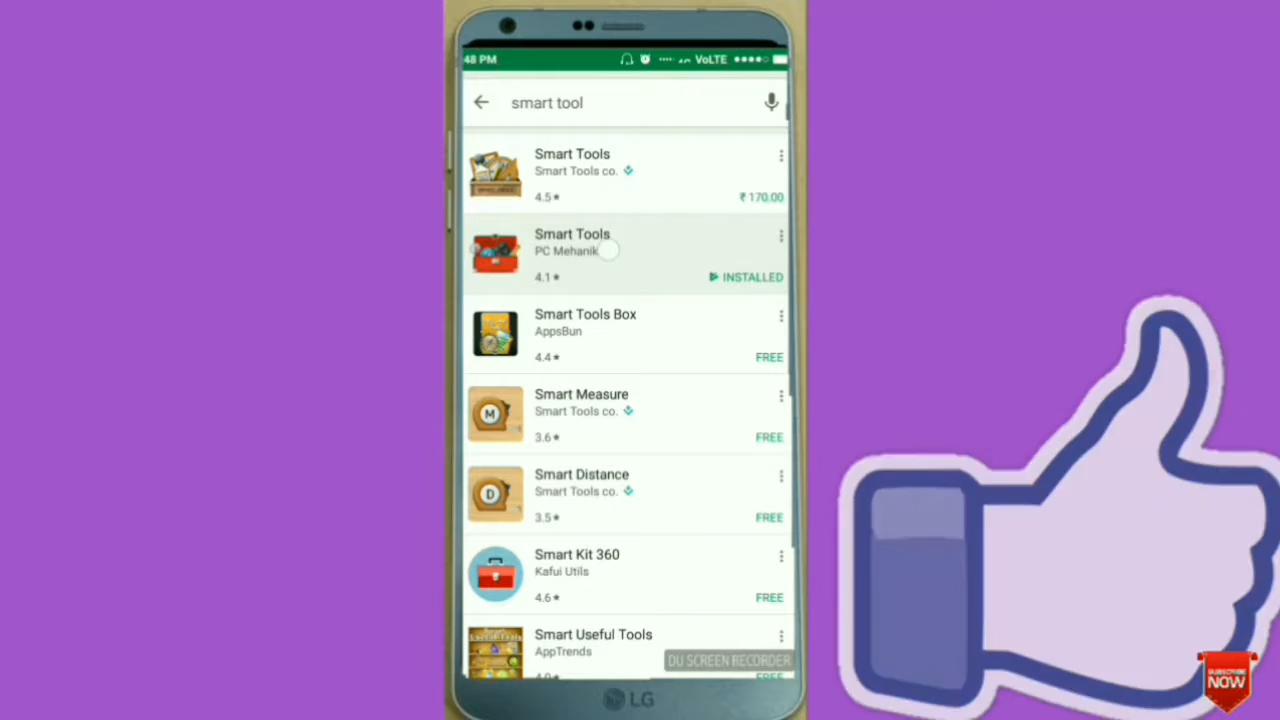 48 PM
VoLTE
smart tool
Smart Tools
Smart Tools co.
4.5★
₹ 170.00
Smart Tools
PC Mehanik
4.1★
INSTALLED
Smart Tools Box
AppsBun
4.4★
FREE
Smart Measure
Smart Tools co.
M
3.6★
FREE
Smart Distance
Smart Tools co.
D
3.5★
FREE
Smart Kit 360
Kafui Utils
4.6★
FREE
Smart Useful Tools
AppTrends
DU SCREEN RECORDER
FREE
LG
SUBSCRIBE
NOW